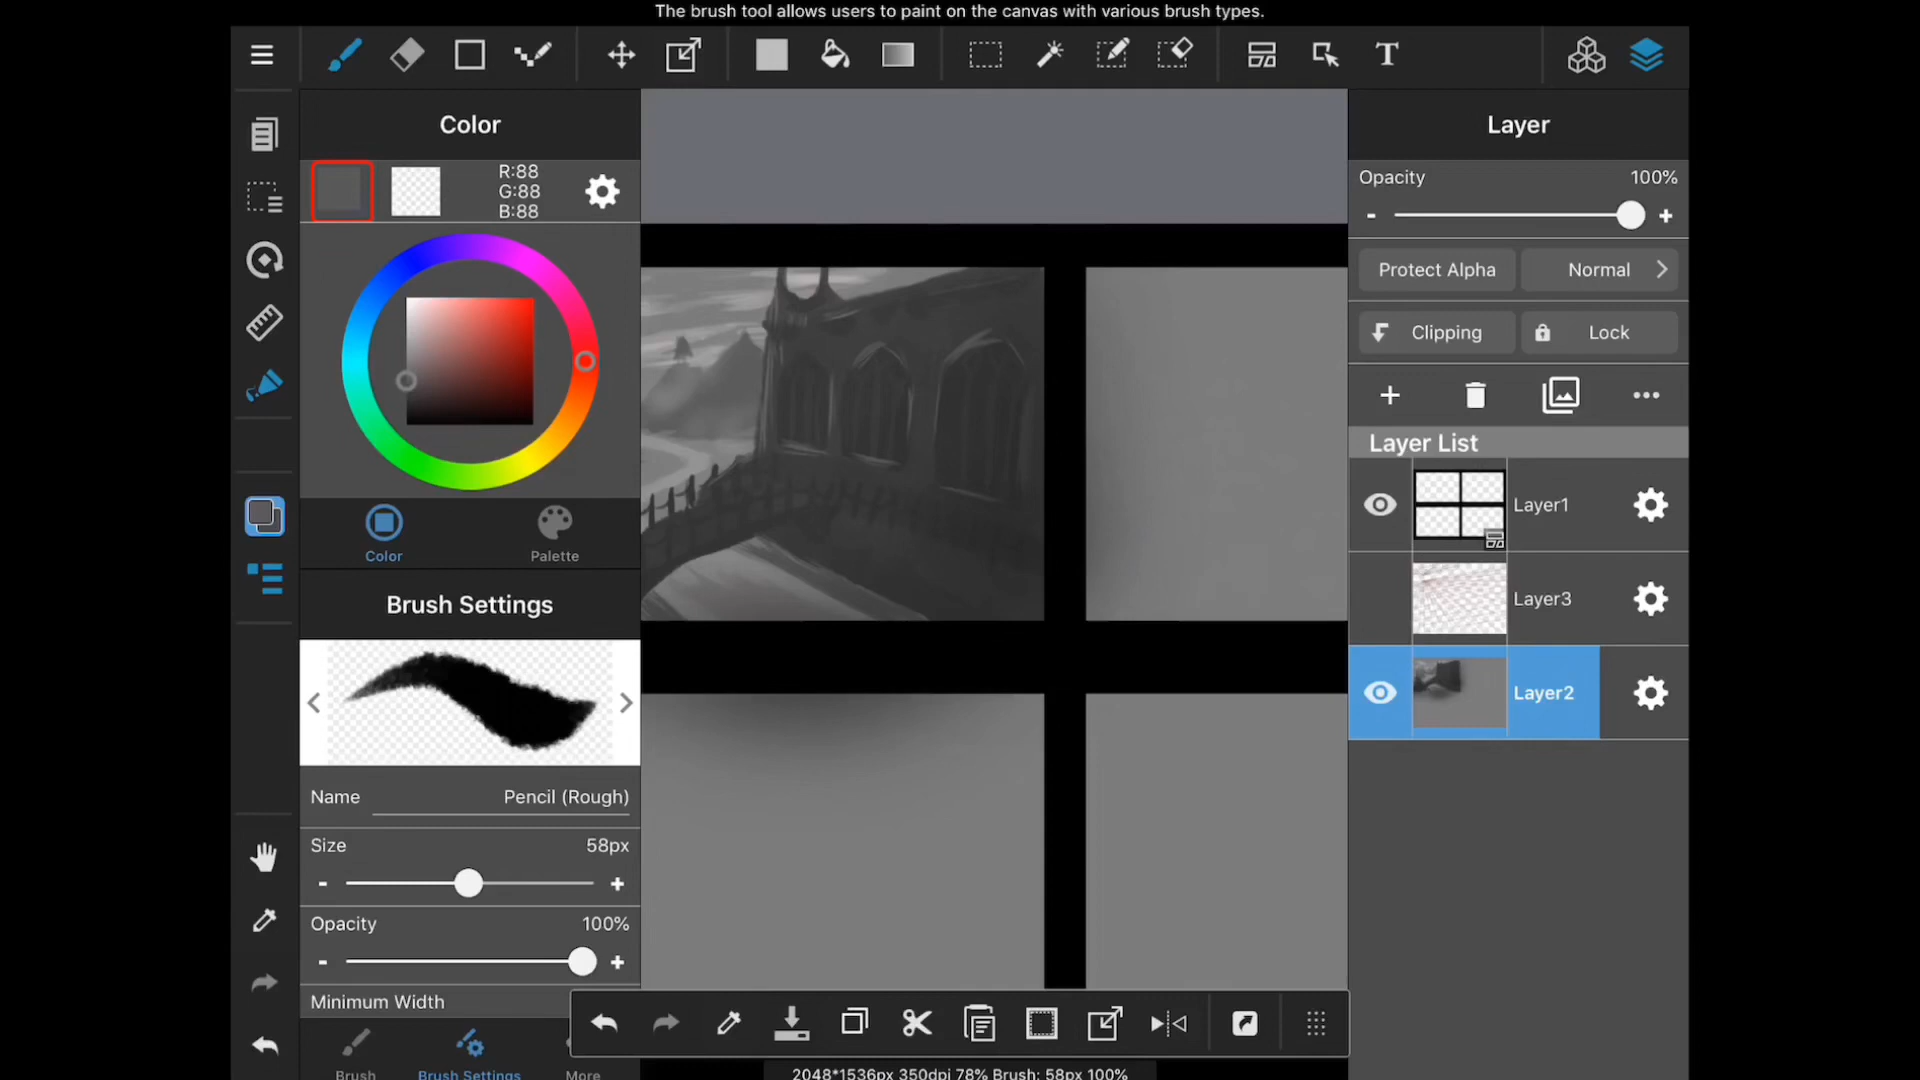 The brush tool allows users to paint on the canvas with various brush types.
T
Color
R:88
G:88
B:88
Color
Palette
Brush Settings
Name
Pencil (Rough)
Size
58px
- +
Opacity
100%
- +
Minimum Width
Brush
Brush Settings
More
2048*1536px 350dpi 78% Brush: 58px 100%
Layer
Opacity
100%
- +
Protect Alpha
Normal
Clipping
Lock
Layer List
Layer1
Layer3
Layer2